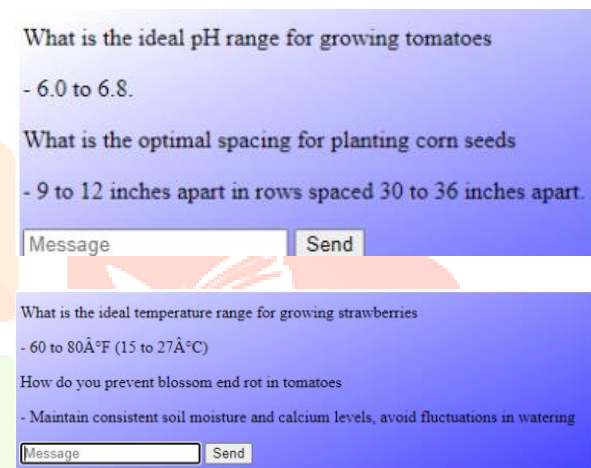 What is the ideal pH range for growing tomatoes
- 6.0 to 6.8.
What is the optimal spacing for planting corn seeds
- 9 to 12 inches apart in rows spaced 30 to 36 inches apart.
Message
Send
What is the ideal temperature range for growing strawberries
- 60 to 80Â°F (15 to 27Â°C)
How do you prevent blossom end rot in tomatoes
- Maintain consistent soil moisture and calcium levels, avoid fluctuations in watering
Message
Send